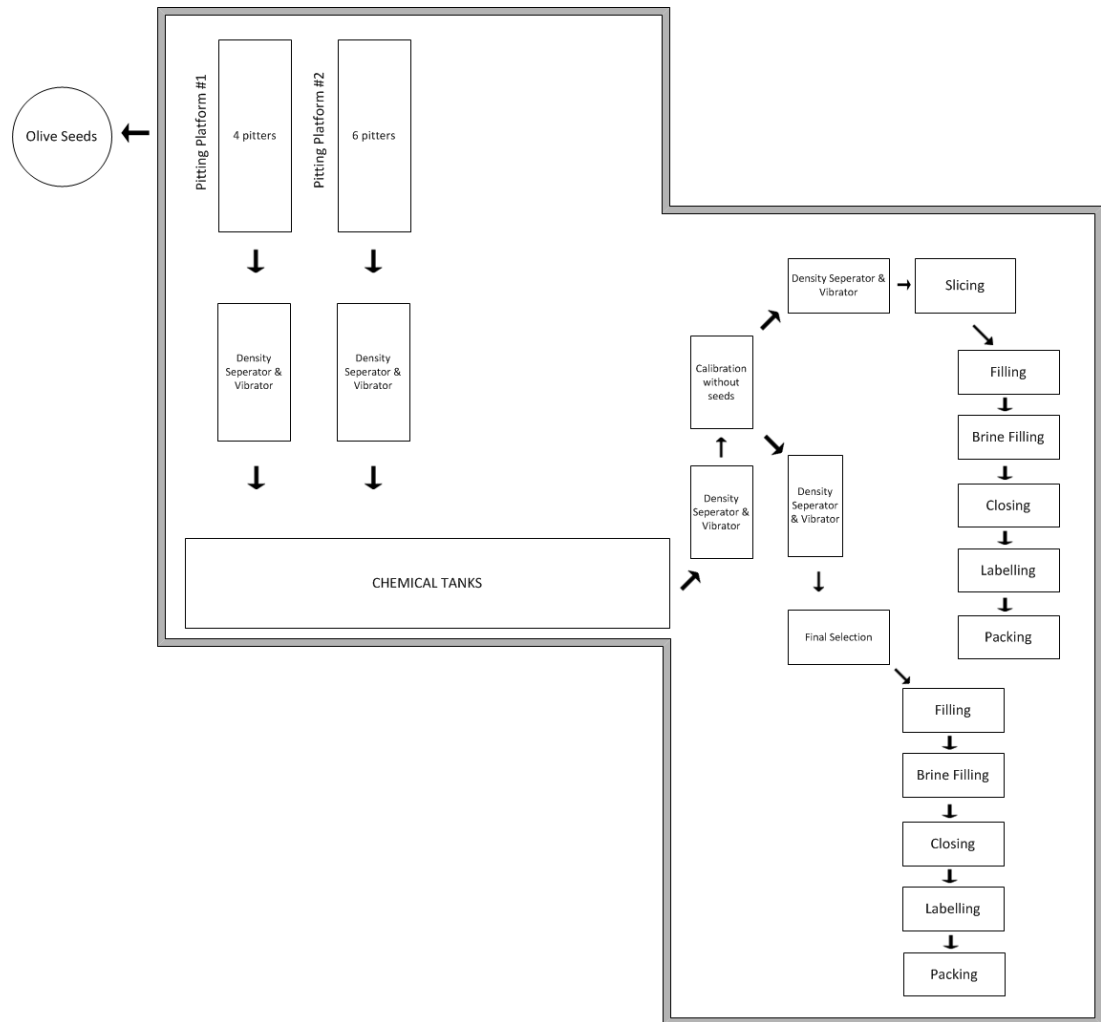 Olive Seeds
Pitting Platform #1
4 pitters
Pitting Platform #2
6 pitters
Density
Seperator &
Vibrator
Density
Seperator &
Vibrator
CHEMICAL TANKS
Density
Seperator &
Vibrator
Calibration
without
seeds
Density Seperator &
Vibrator
Slicing
Filling
Brine Filling
Closing
Labelling
Packing
Density
Seperator
& Vibrator
Final Selection
Filling
Brine Filling
Closing
Labelling
Packing